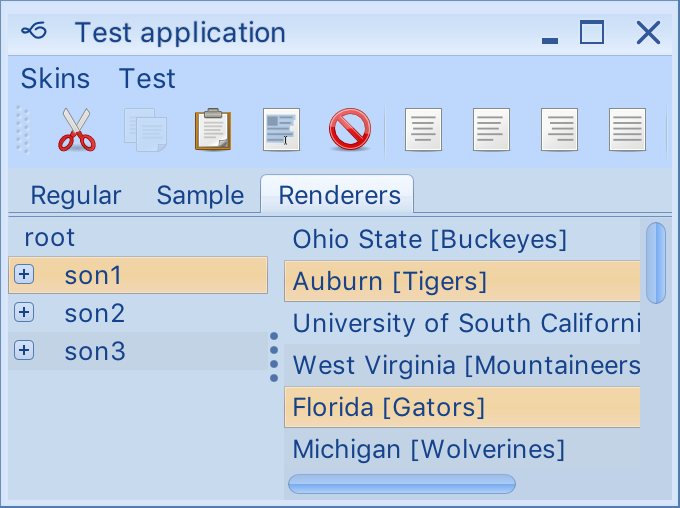 Test application
Skins Test
Regular Sample Renderers
root
son1
son2
son3
Ohio State [Buckeyes]
Auburn [Tigers]
University of South Californi
West Virginia [Mountaineers
Florida [Gators]
Michigan [Wolverines]